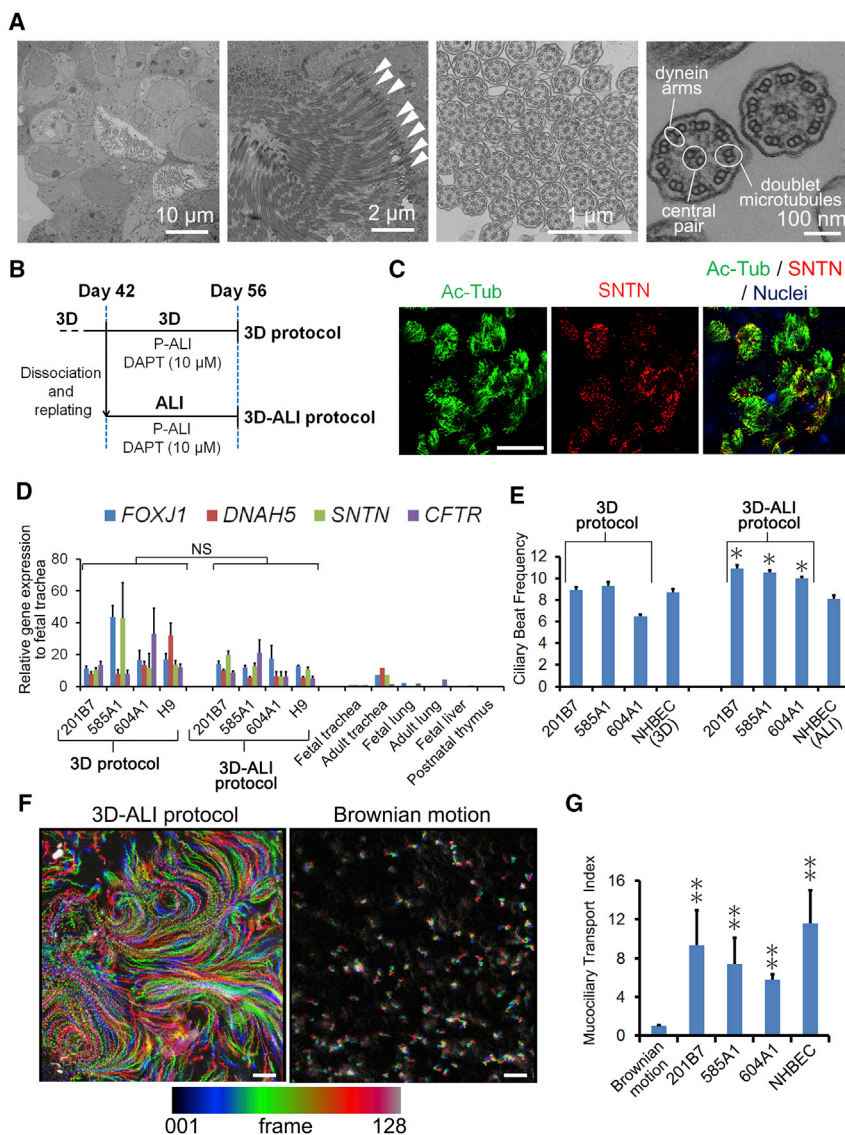 A
10 μm
2 μm
1 μm
dynein
arms
central
pair
doublet
microtubules
100 nm
B
Day 42
Day 56
3D
3D
3D protocol
P-ALI
DAPT (10 μM)
Dissociation
and
replating
ALI
3D-ALI protocol
P-ALI
DAPT (10 μM)
C
Ac-Tub
SNTN
Ac-Tub / SNTN
/ Nuclei
D
FOXJ1
DNAH5
SNTN
CFTR
Relative gene expression
to fetal trachea
80
60
40
20
0
NS
201B7
585A1
604A1
H9
201B7
585A1
604A1
H9
Fetal trachea
Adult trachea
Fetal lung
Adult lung
Fetal liver
Postnatal thymus
3D protocol
3D-ALI
protocol
E
3D
protocol
3D-ALI
protocol
Ciliary Beat Frequency
12
10
8
6
4
2
0
*
*
*
201B7
585A1
604A1
NHBEC
(3D)
201B7
585A1
604A1
NHBEC
(ALI)
F
3D-ALI protocol
Brownian motion
001
frame
128
G
Mucociliary Transport Index
16
12
8
4
0
**
**
**
**
Brownian
motion
201B7
585A1
604A1
NHBEC